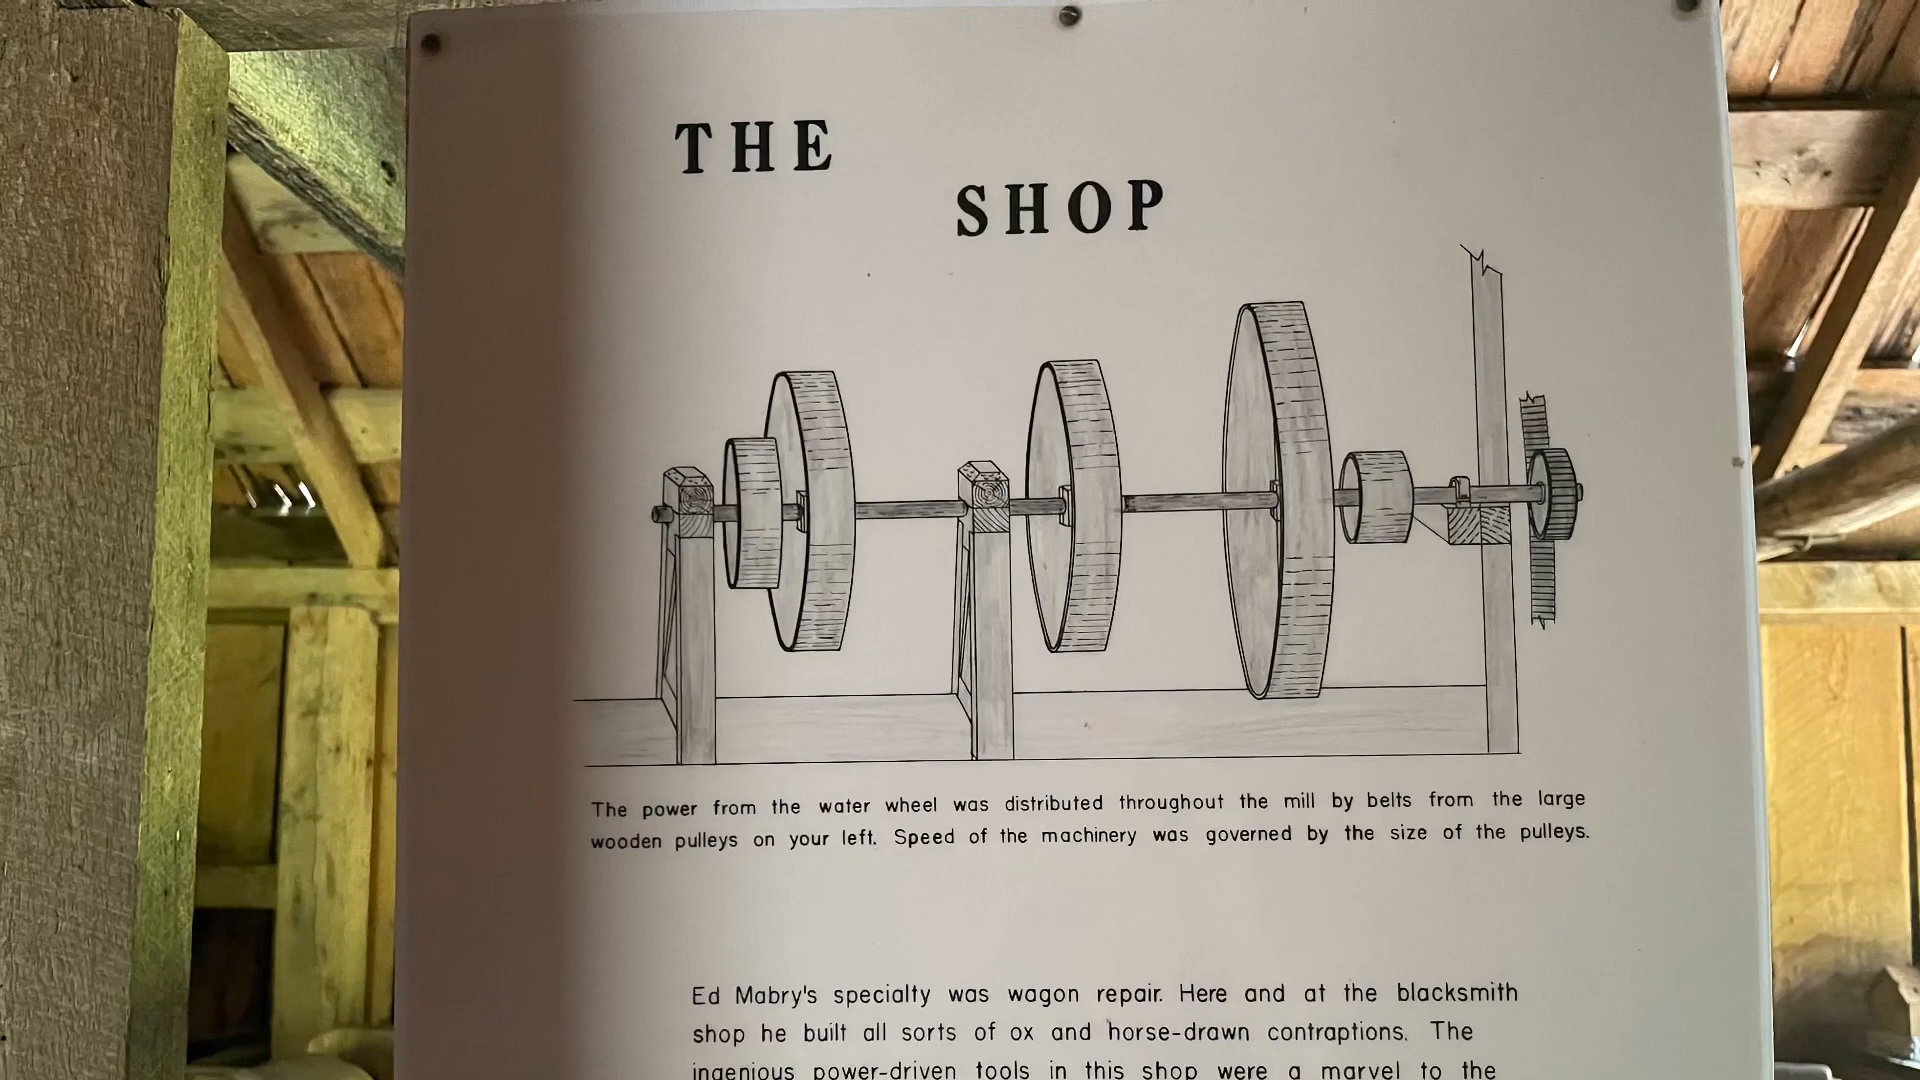 THE
SHOP
The power from the water wheel was distributed throughout the mill by belts from the large
wooden pulleys on your left. Speed of the machinery was governed by the size of the pulleys.
Ed Mabry's specialty was wagon repair. Here and at the blacksmith
shop he built all sorts of ox and horse-drawn contraptions. The
ingenious power-driven tools in this shop were a marvel to the